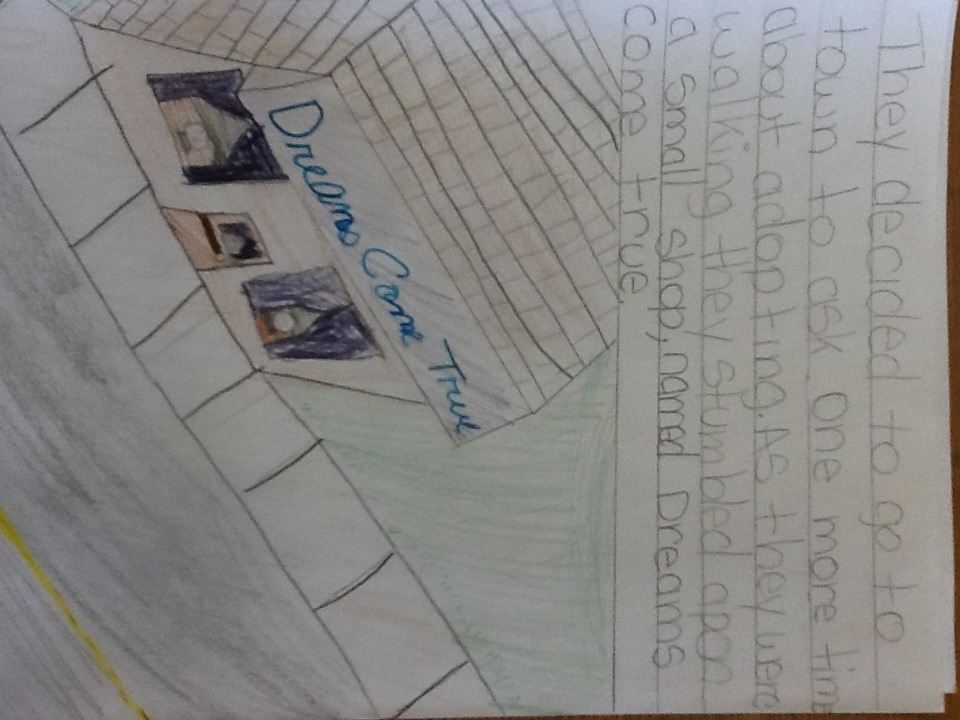 They decided to go to
town to ask one more time
about adopting. As they were
walking they stumbled apon
a small shop, named Dreams
come true.
Dreams Come True